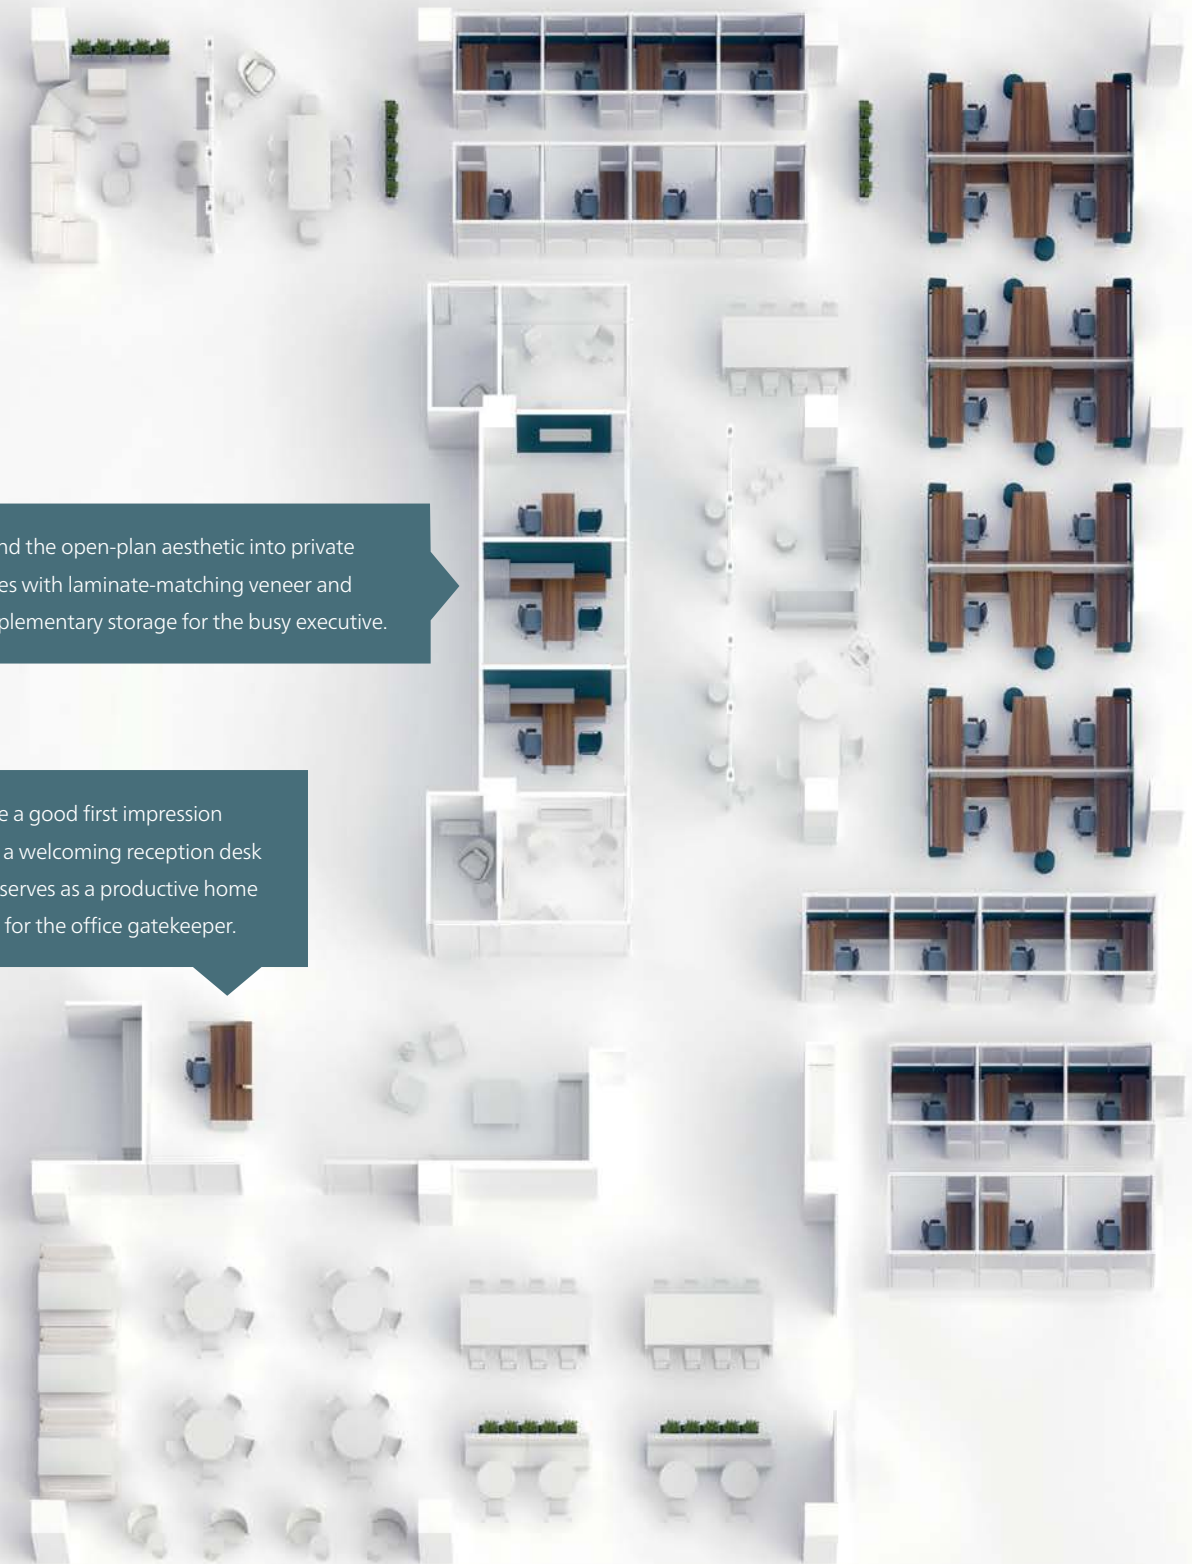 nd the open-plan aesthetic into private
es with laminate-matching veneer and
plementary storage for the busy executive.
e a good first impression
a welcoming reception desk
serves as a productive home
for the office gatekeeper.